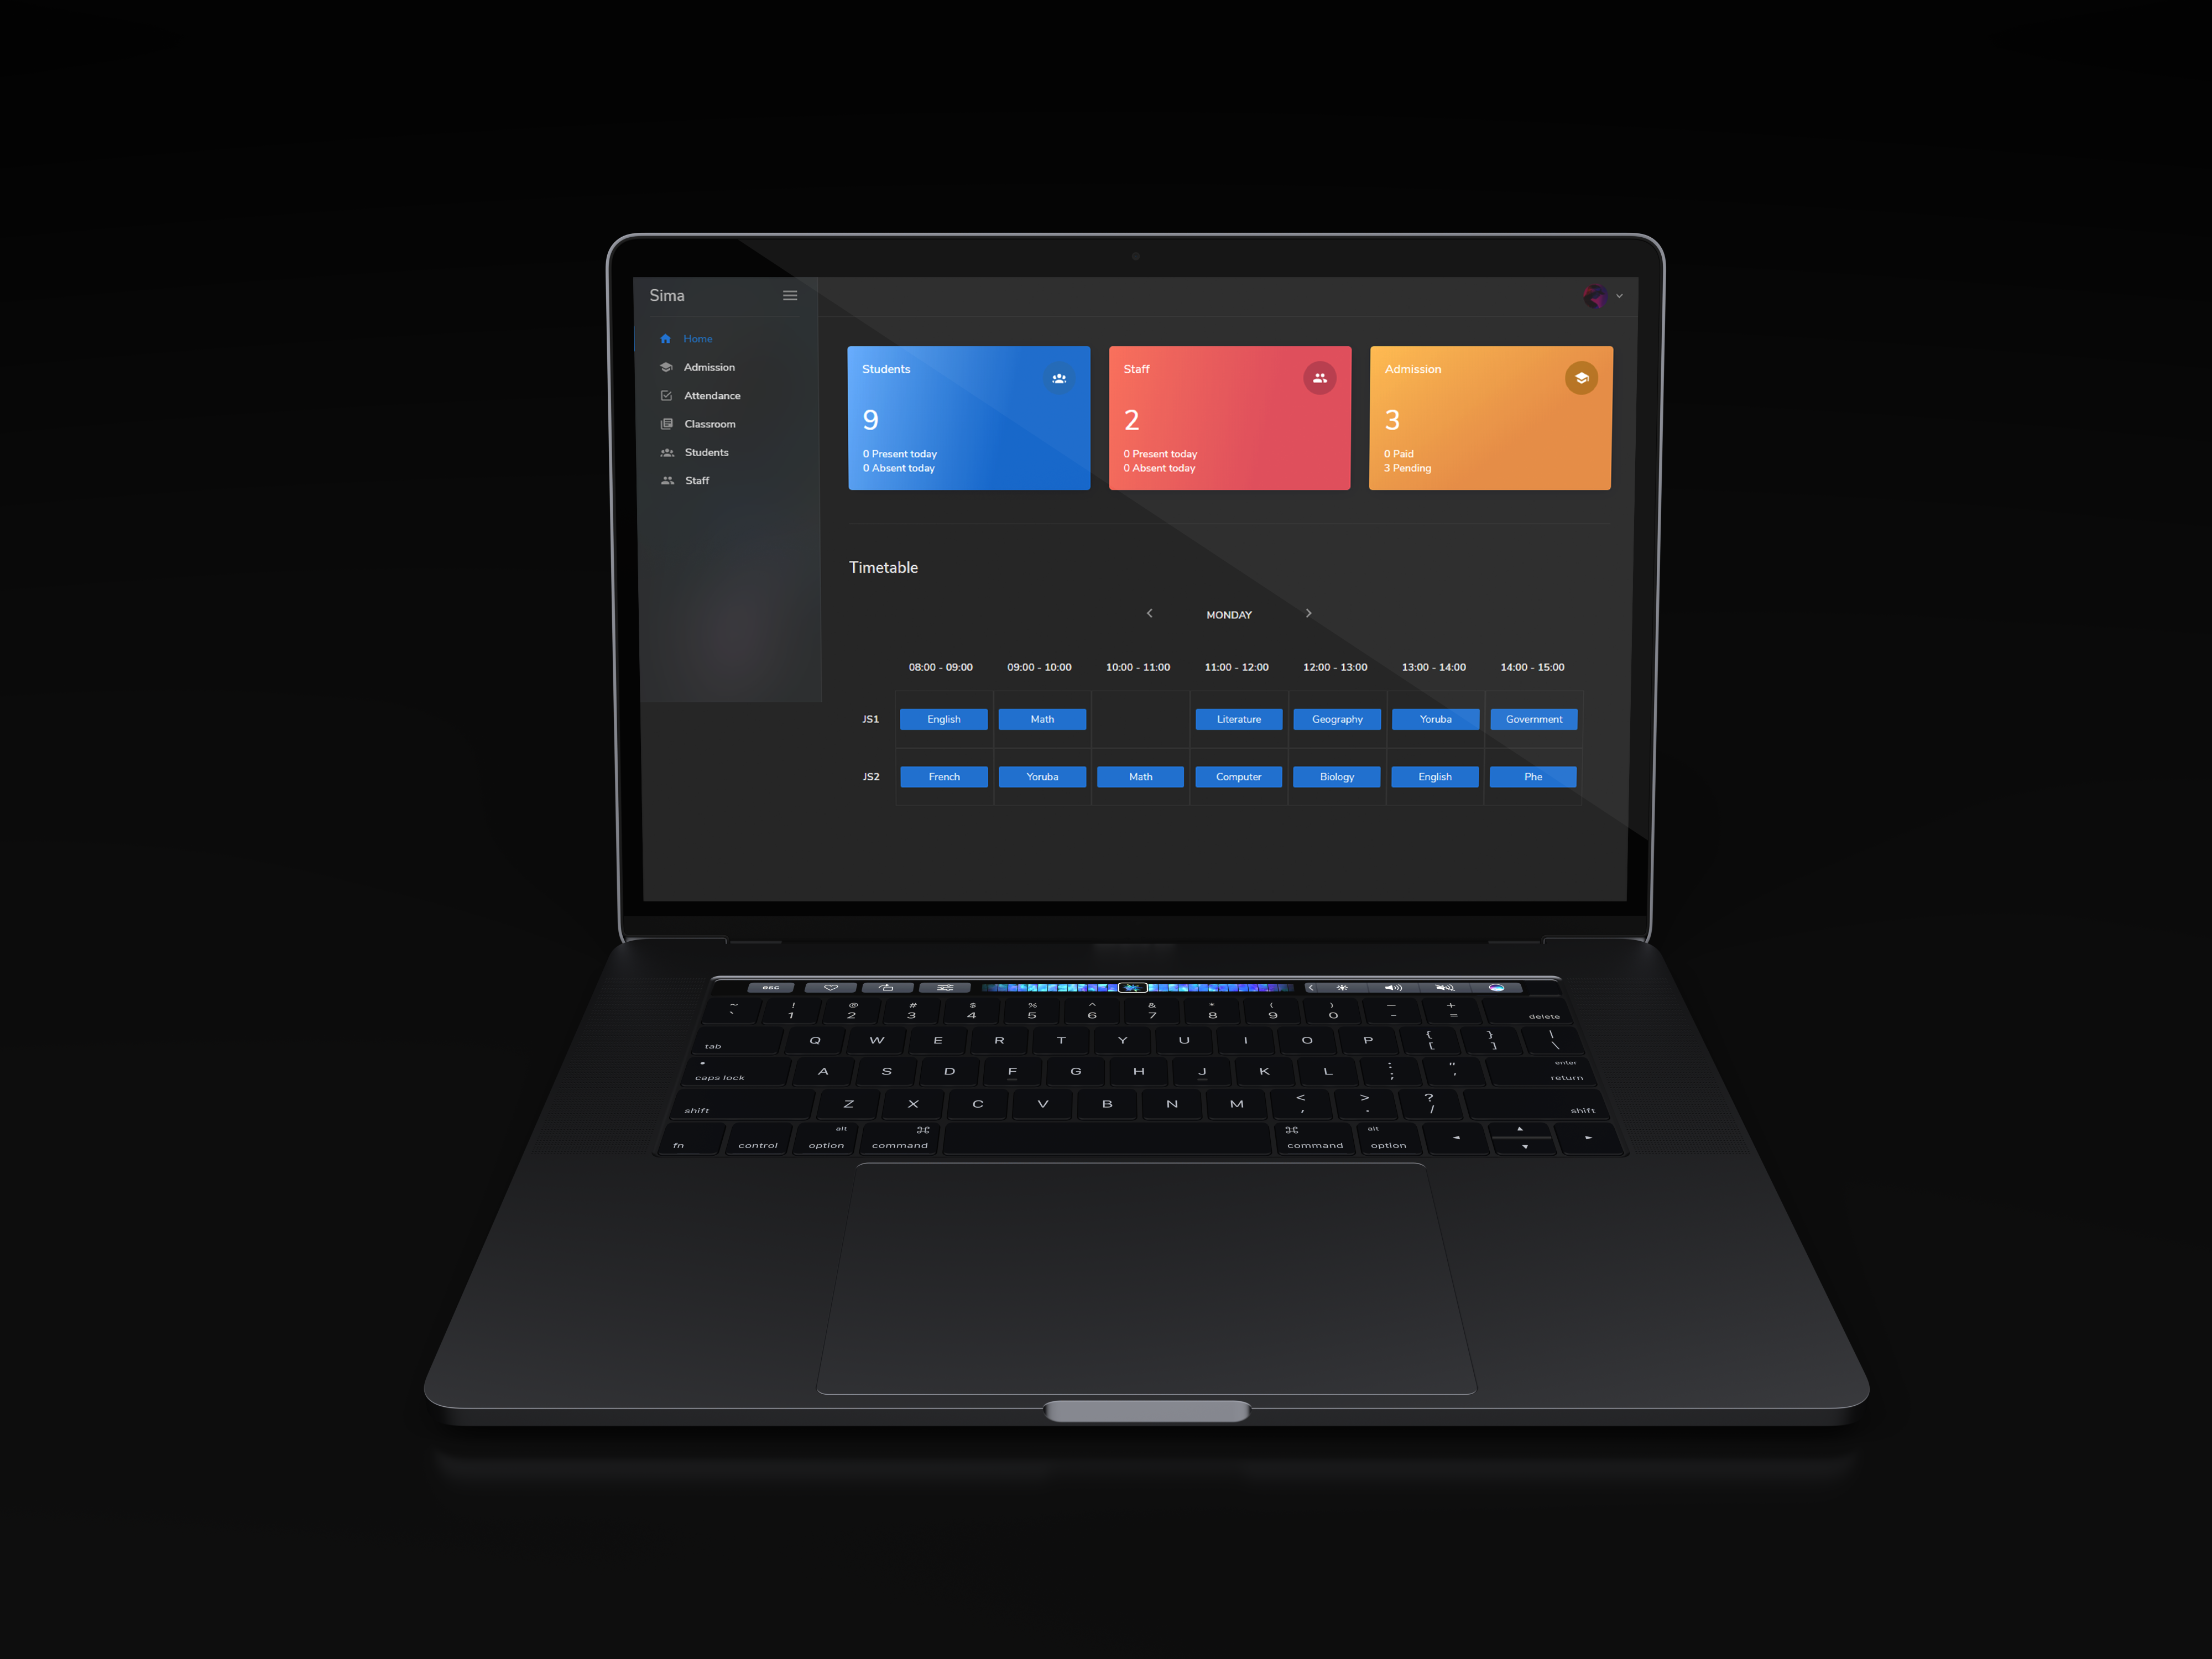 Sima
Home
Admission
Attendance
Classroom
Students
Staff
Students
9
0 Present today
0 Absent today
Staff
2
0 Present today
0 Absent today
Admission
3
0 Paid
3 Pending
Timetable
MONDAY
08:00 - 09:00 09:00 - 10:00 10:00 - 11:00 11:00 - 12:00 12:00 - 13:00 13:00 - 14:00 14:00 - 15:00
JS1 English Math Literature Geography Yoruba Government
JS2 French Yoruba Math Computer Biology English Phe
esc
~ ! @ # $ % ^ & * ( ) — +
` 1 2 3 4 5 6 7 8 9 0 - = delete
tab Q W E R T Y U I O P { [ } ] | \
caps lock A S D F G H J K L : ; " ' enter return
shift Z X C V B N M < , > . ? / shift
fn control alt option ⌘ command ⌘ command alt option ◄ ▲ ▼ ►